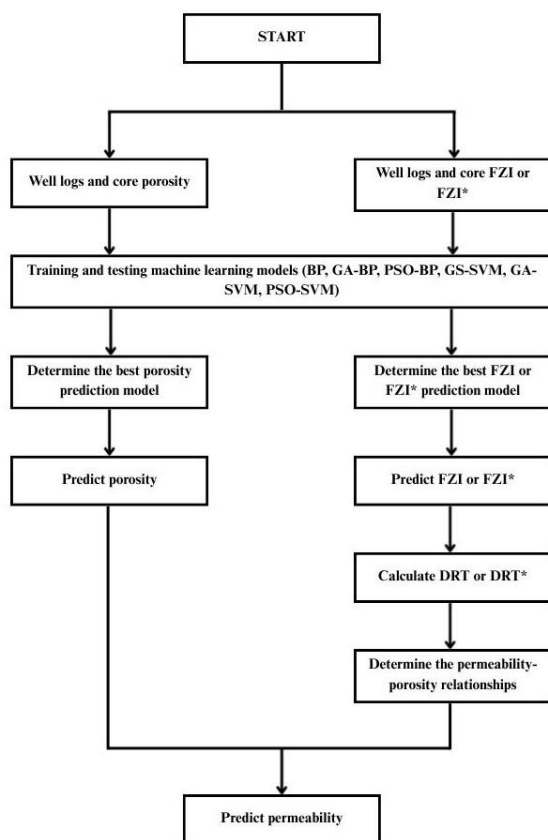 START
Well logs and core porosity
Well logs and core FZI or
FZI*
Training and testing machine learning models (BP, GA-BP, PSO-BP, GS-SVM, GA-
SVM, PSO-SVM)
Determine the best porosity
prediction model
Determine the best FZI or
FZI* prediction model
Predict porosity
Predict FZI or FZI*
Calculate DRT or DRT*
Determine the permeability-
porosity relationships
Predict permeability